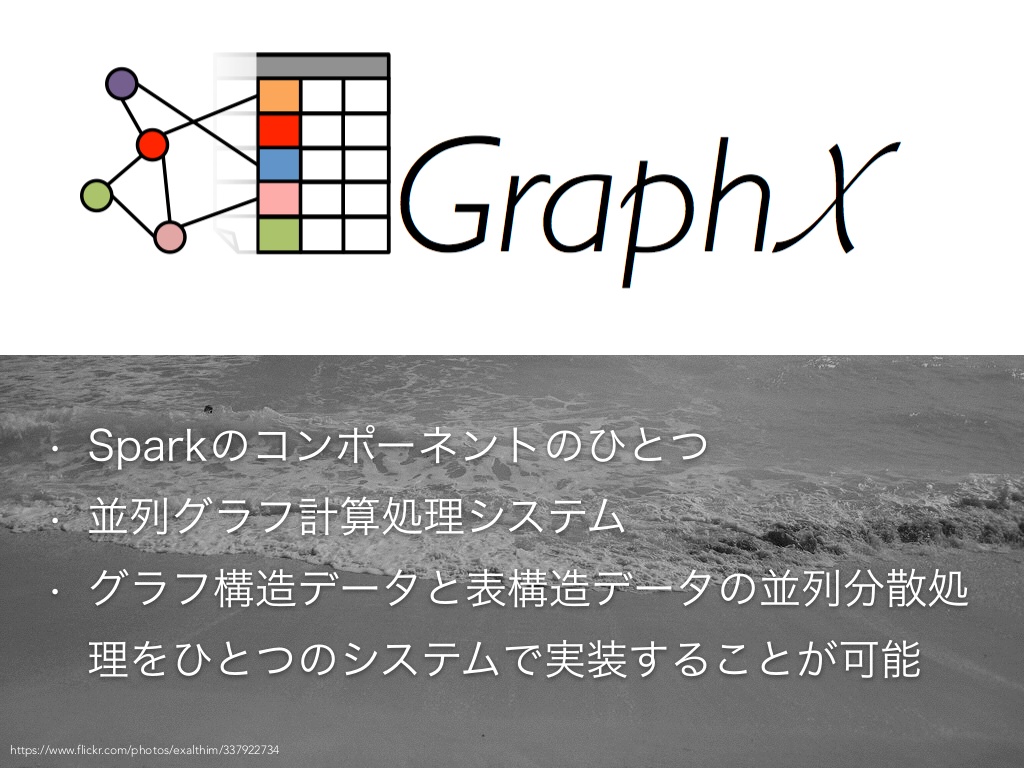 GraphX
・ Sparkのコンポーネントのひとつ
・ 並列グラフ計算処理システム
・ グラフ構造データと表構造データの並列分散処
理をひとつのシステムで実装することが可能
https://www.flickr.com/photos/exalthim/337922734